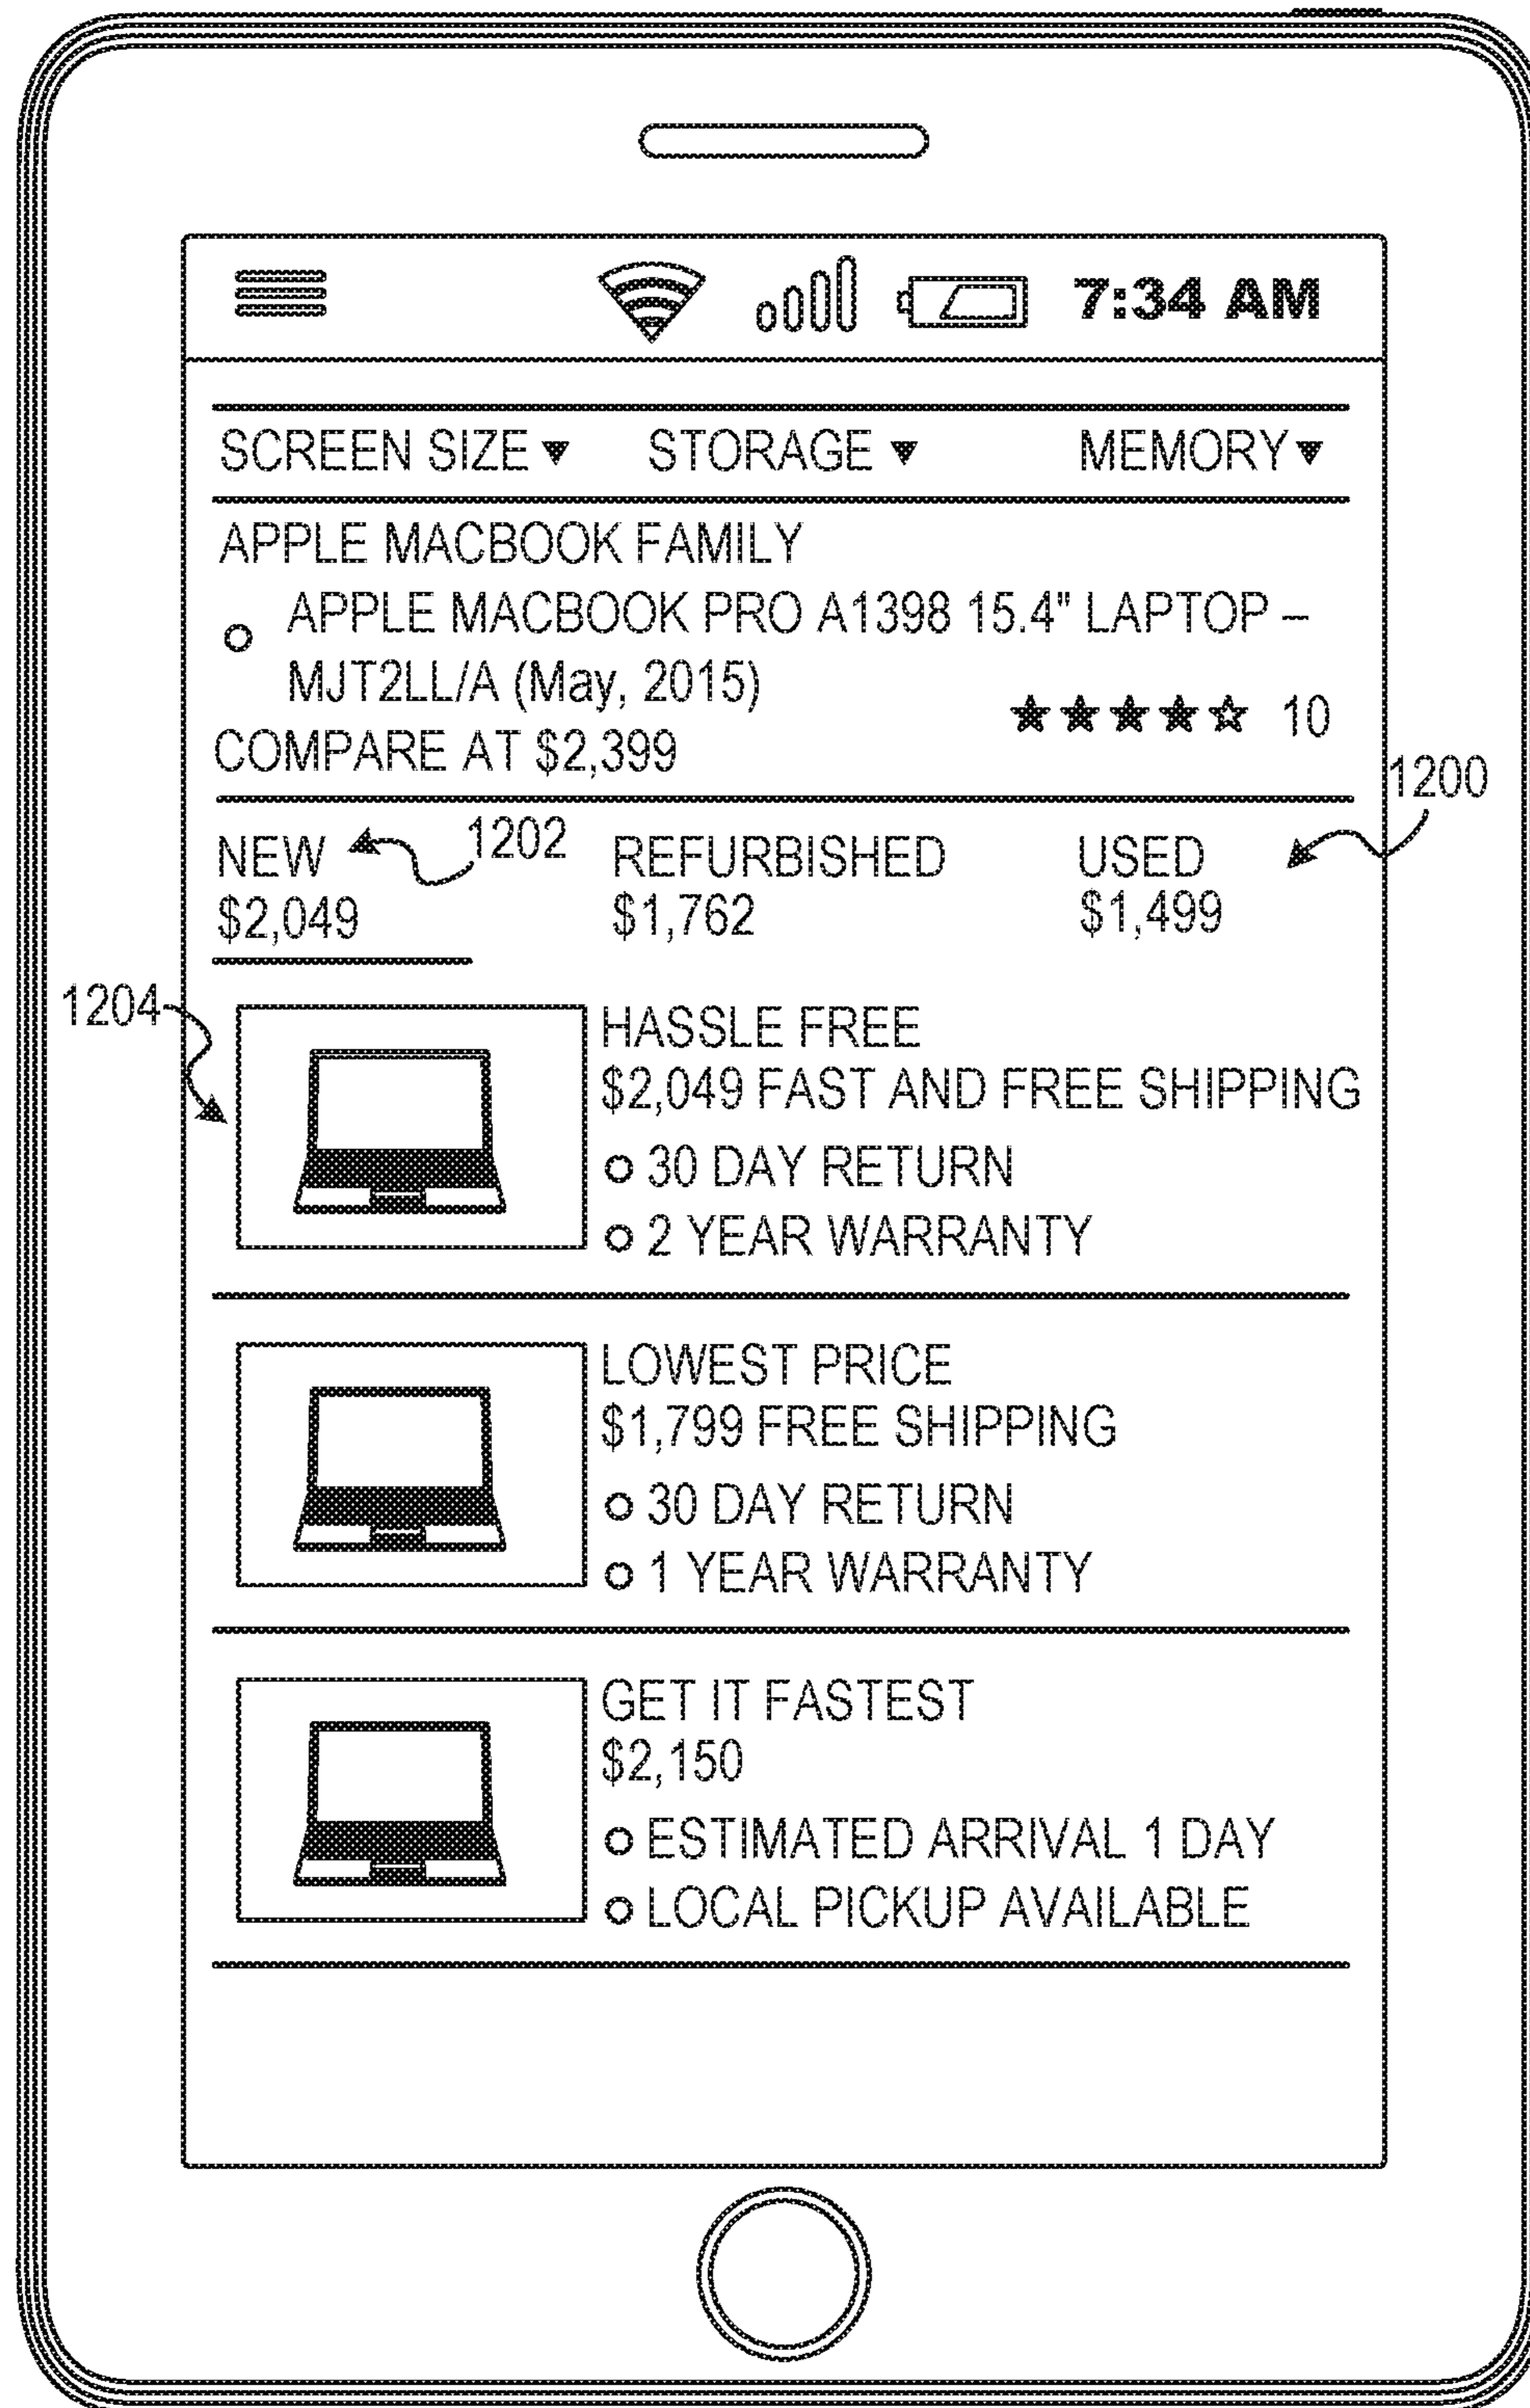 7:34 AM
SCREEN SIZE ▼ STORAGE ▼ MEMORY ▼
APPLE MACBOOK FAMILY
APPLE MACBOOK PRO A1398 15.4" LAPTOP –
MJT2LL/A (May, 2015)
★★★★☆ 10
COMPARE AT $2,399
1200
NEW 1202 REFURBISHED USED
$2,049 $1,762 $1,499
1204
HASSLE FREE
$2,049 FAST AND FREE SHIPPING
30 DAY RETURN
2 YEAR WARRANTY
LOWEST PRICE
$1,799 FREE SHIPPING
30 DAY RETURN
1 YEAR WARRANTY
GET IT FASTEST
$2,150
ESTIMATED ARRIVAL 1 DAY
LOCAL PICKUP AVAILABLE